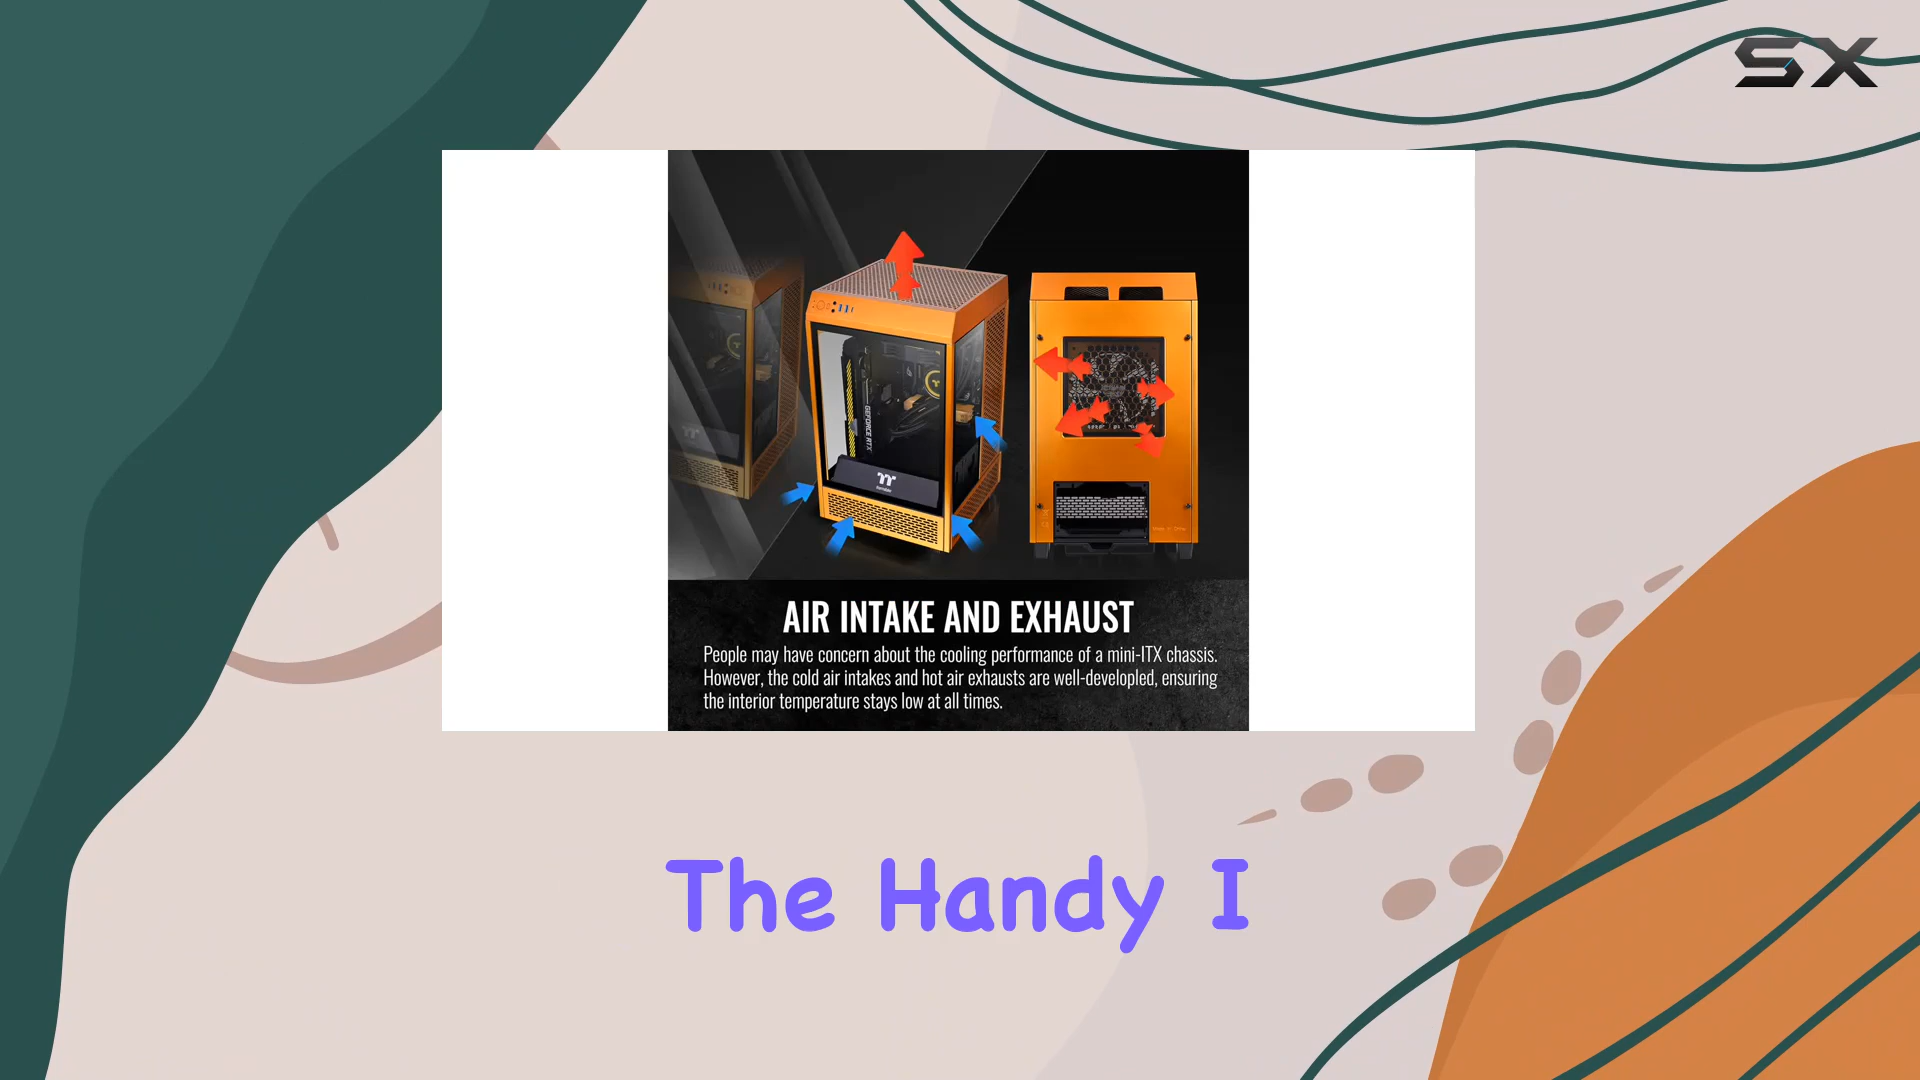 SX
GEFORCE RTX
AIR INTAKE AND EXHAUST
People may have concern about the cooling performance of a mini-ITX chassis.
However, the cold air intakes and hot air exhausts are well-developled, ensuring
the interior temperature stays low at all times.
The Handy I